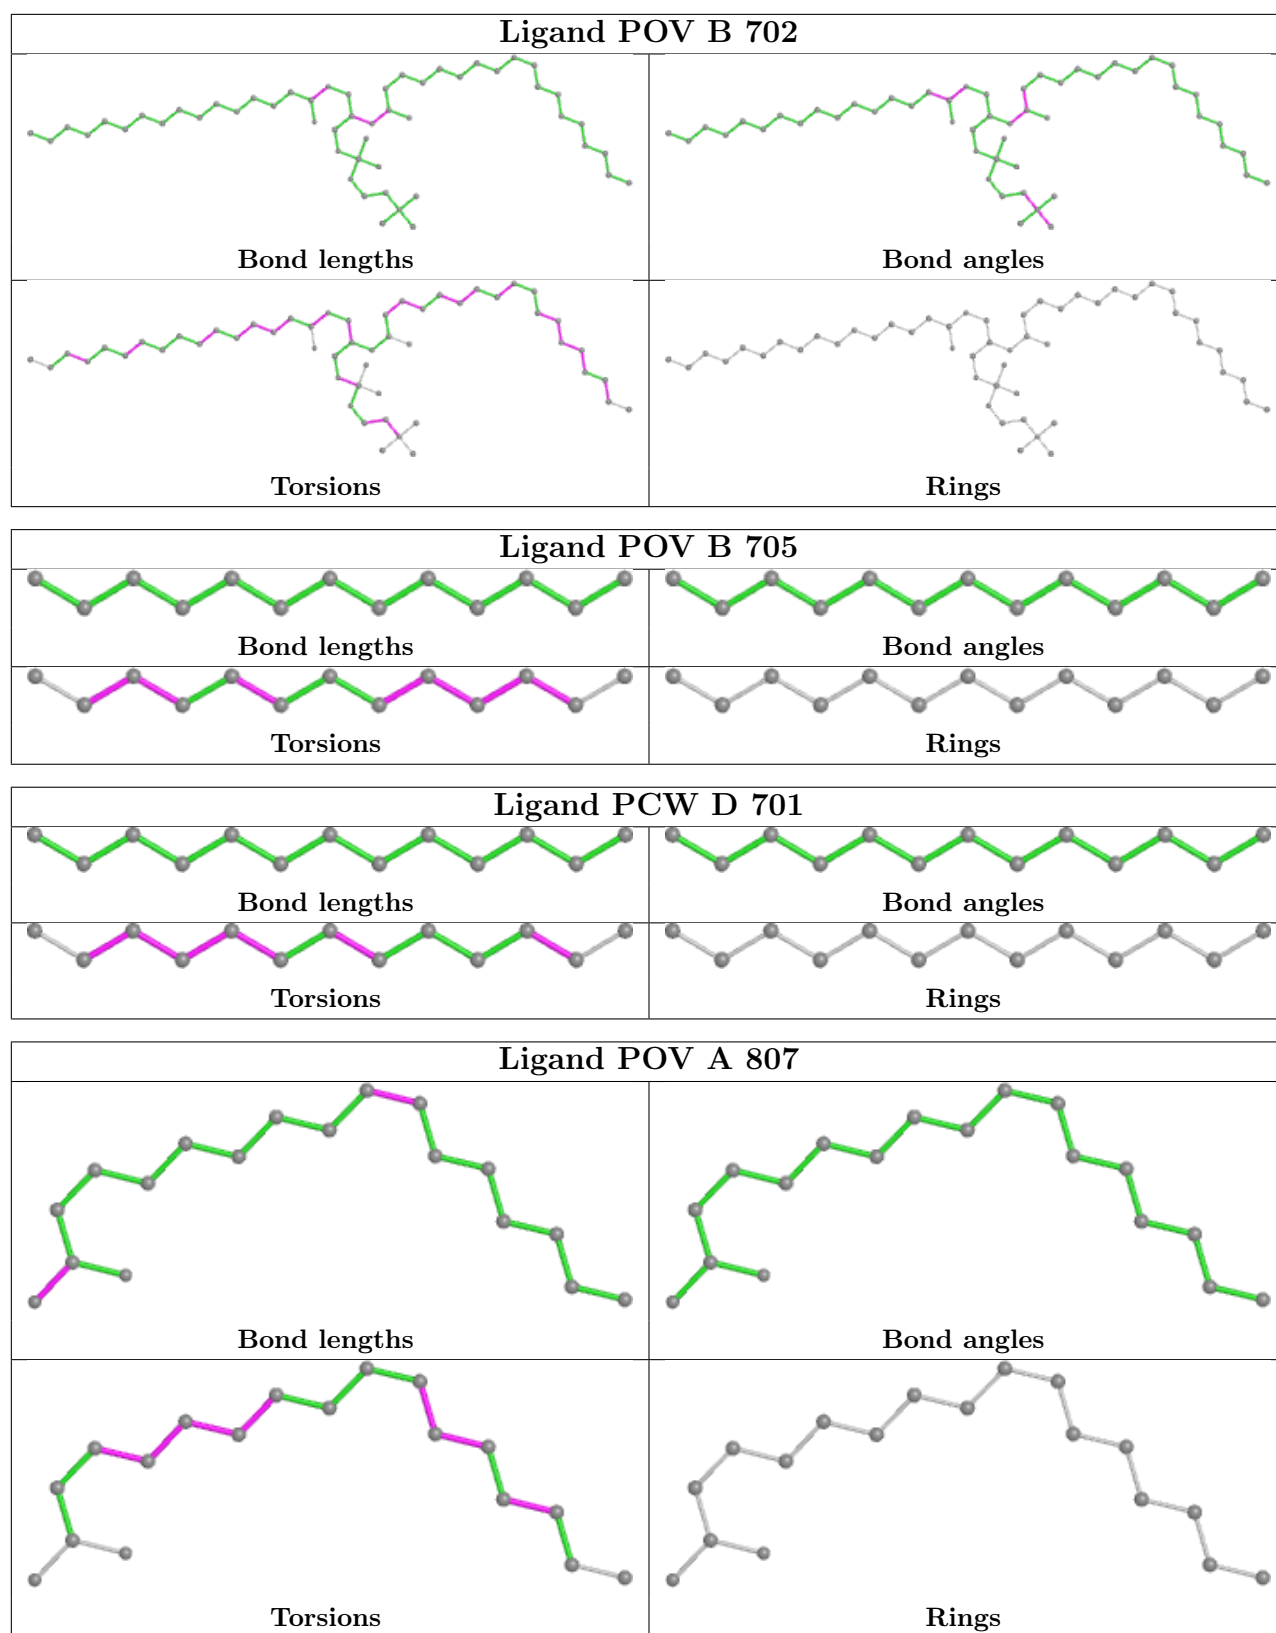 Ligand POV B 702
Bond lengths
Bond angles
Torsions
Rings
Ligand POV B 705
Bond lengths
Bond angles
Torsions
Rings
Ligand PCW D 701
Bond lengths
Bond angles
Torsions
Rings
Ligand POV A 807
Bond lengths
Bond angles
Torsions
Rings